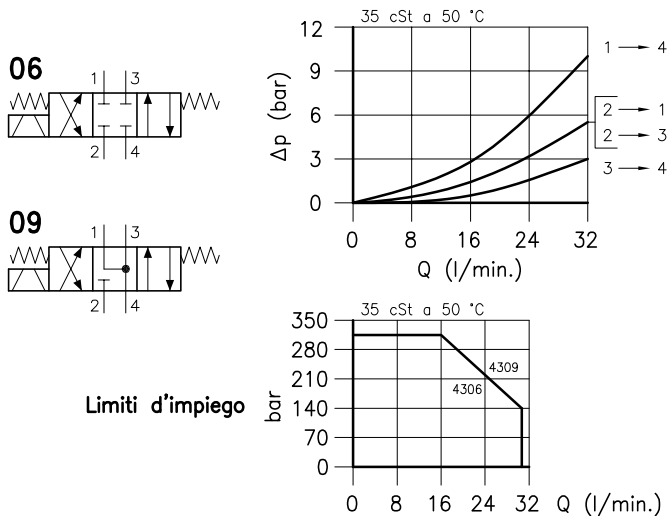 06
1 3
2 4
09
1 3
2 4
35 cSt a 50 °C
Δp (bar)
12
9
6
3
0
0 8 16 24 32
Q (l/min.)
1 → 4
2 → 1
2 → 3
3 → 4
Limiti d'impiego
35 cSt a 50 °C
bar
350
280
210
140
70
0
4309
4306
0 8 16 24 32 Q (l/min.)